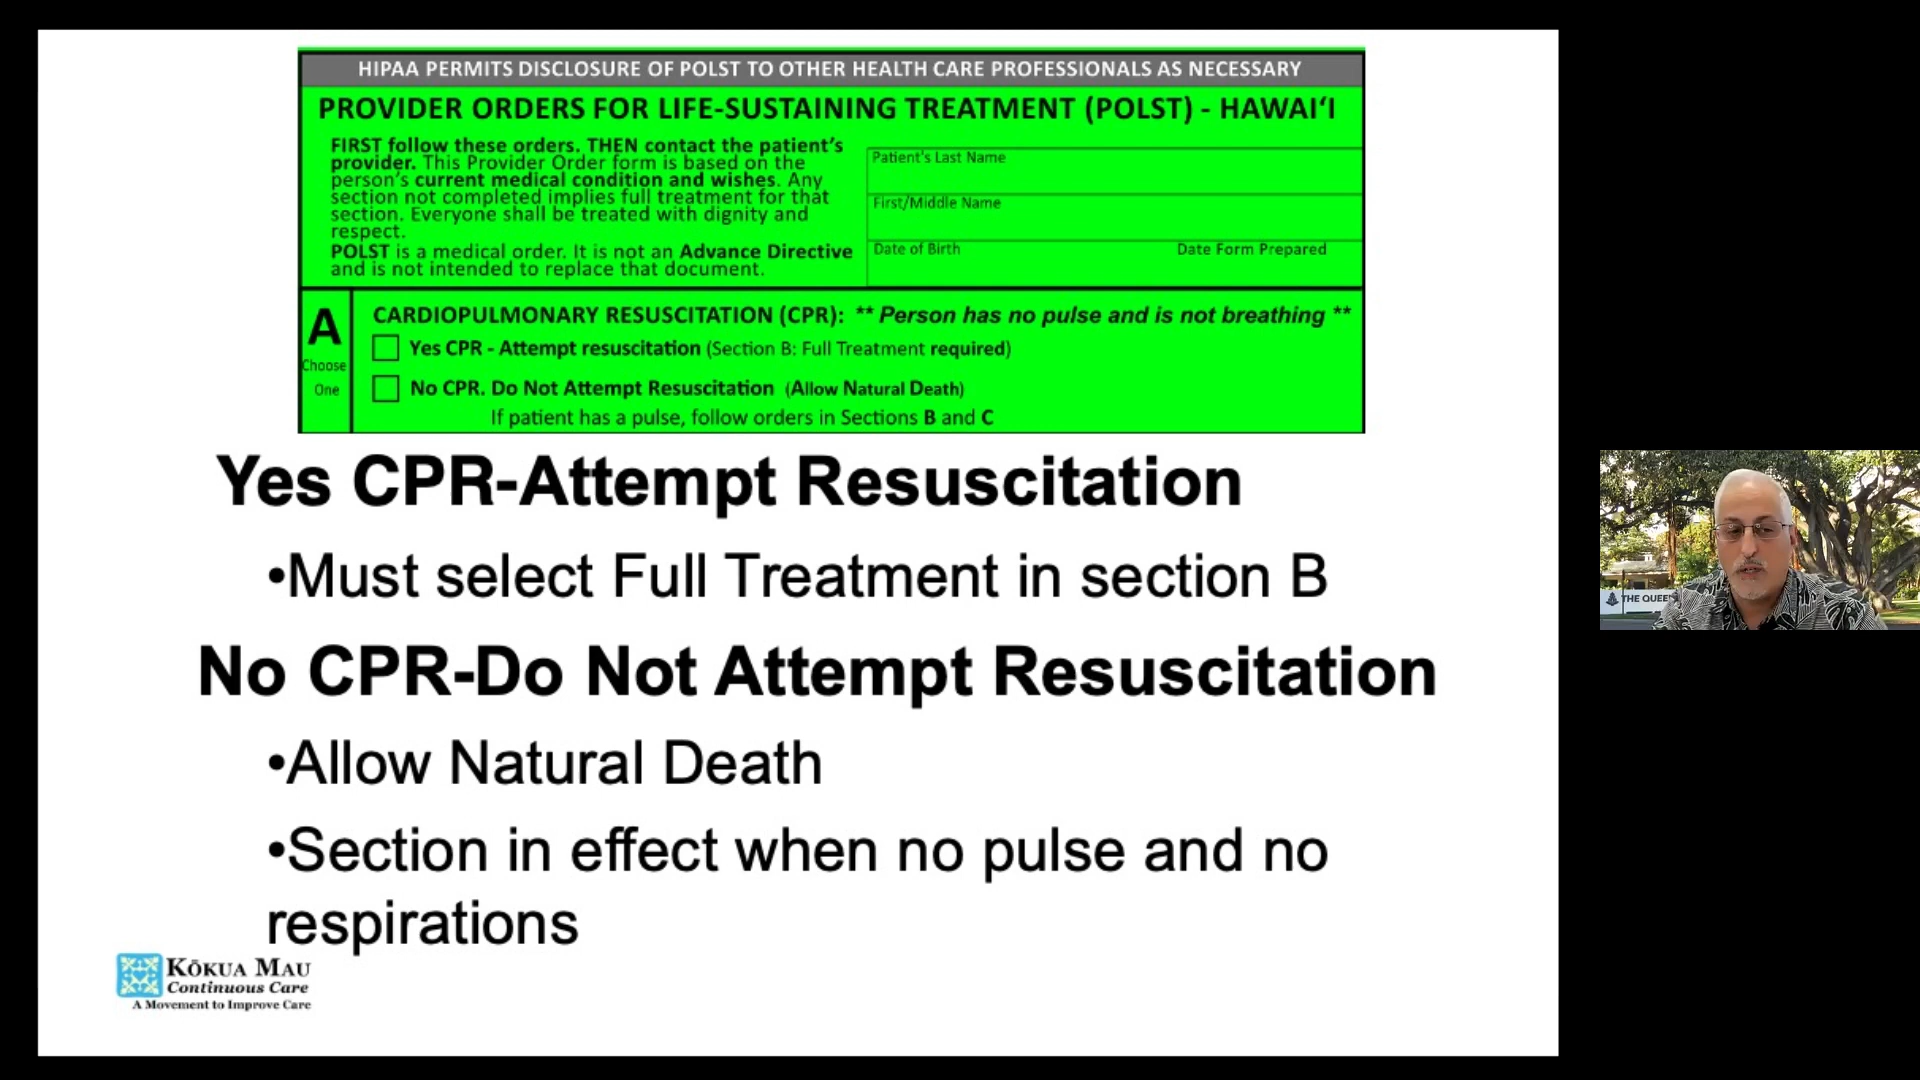 HIPAA PERMITS DISCLOSURE OF POLST TO OTHER HEALTH CARE PROFESSIONALS AS NECESSARY
PROVIDER ORDERS FOR LIFE-SUSTAINING TREATMENT (POLST) - HAWAI‘I
FIRST follow these orders. THEN contact the patient’s
provider. This Provider Order form is based on the
person’s current medical condition and wishes. Any
section not completed implies full treatment for that
section. Everyone shall be treated with dignity and
respect.
POLST is a medical order. It is not an Advance Directive
and is not intended to replace that document.
Patient's Last Name
First/Middle Name
Date of Birth Date Form Prepared
A
Choose
One
CARDIOPULMONARY RESUSCITATION (CPR): ** Person has no pulse and is not breathing **
Yes CPR - Attempt resuscitation (Section B: Full Treatment required)
No CPR. Do Not Attempt Resuscitation (Allow Natural Death)
If patient has a pulse, follow orders in Sections B and C
Yes CPR-Attempt Resuscitation
•Must select Full Treatment in section B
No CPR-Do Not Attempt Resuscitation
•Allow Natural Death
•Section in effect when no pulse and no
respirations
KŌKUA MAU
Continuous Care
A Movement to Improve Care
THE QUEE